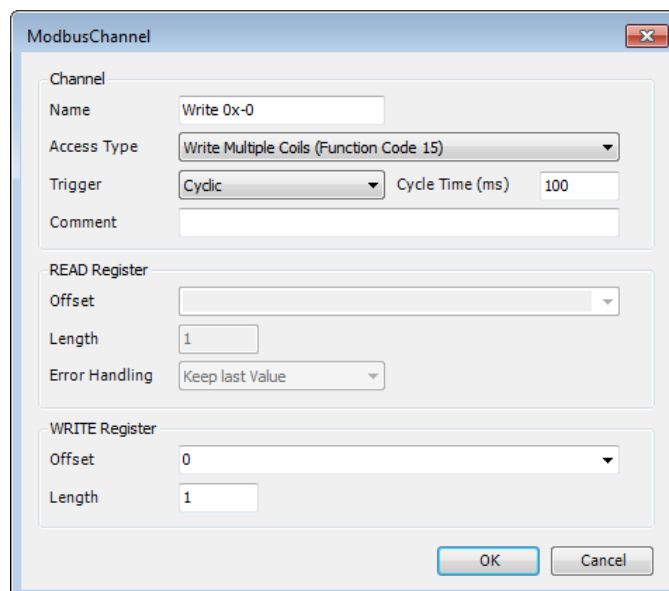 ModbusChannel
Channel
Name Write 0x-0
Access Type Write Multiple Coils (Function Code 15)
Trigger Cyclic Cycle Time (ms) 100
Comment
READ Register
Offset
Length 1
Error Handling Keep last Value
WRITE Register
Offset 0
Length 1
OK Cancel